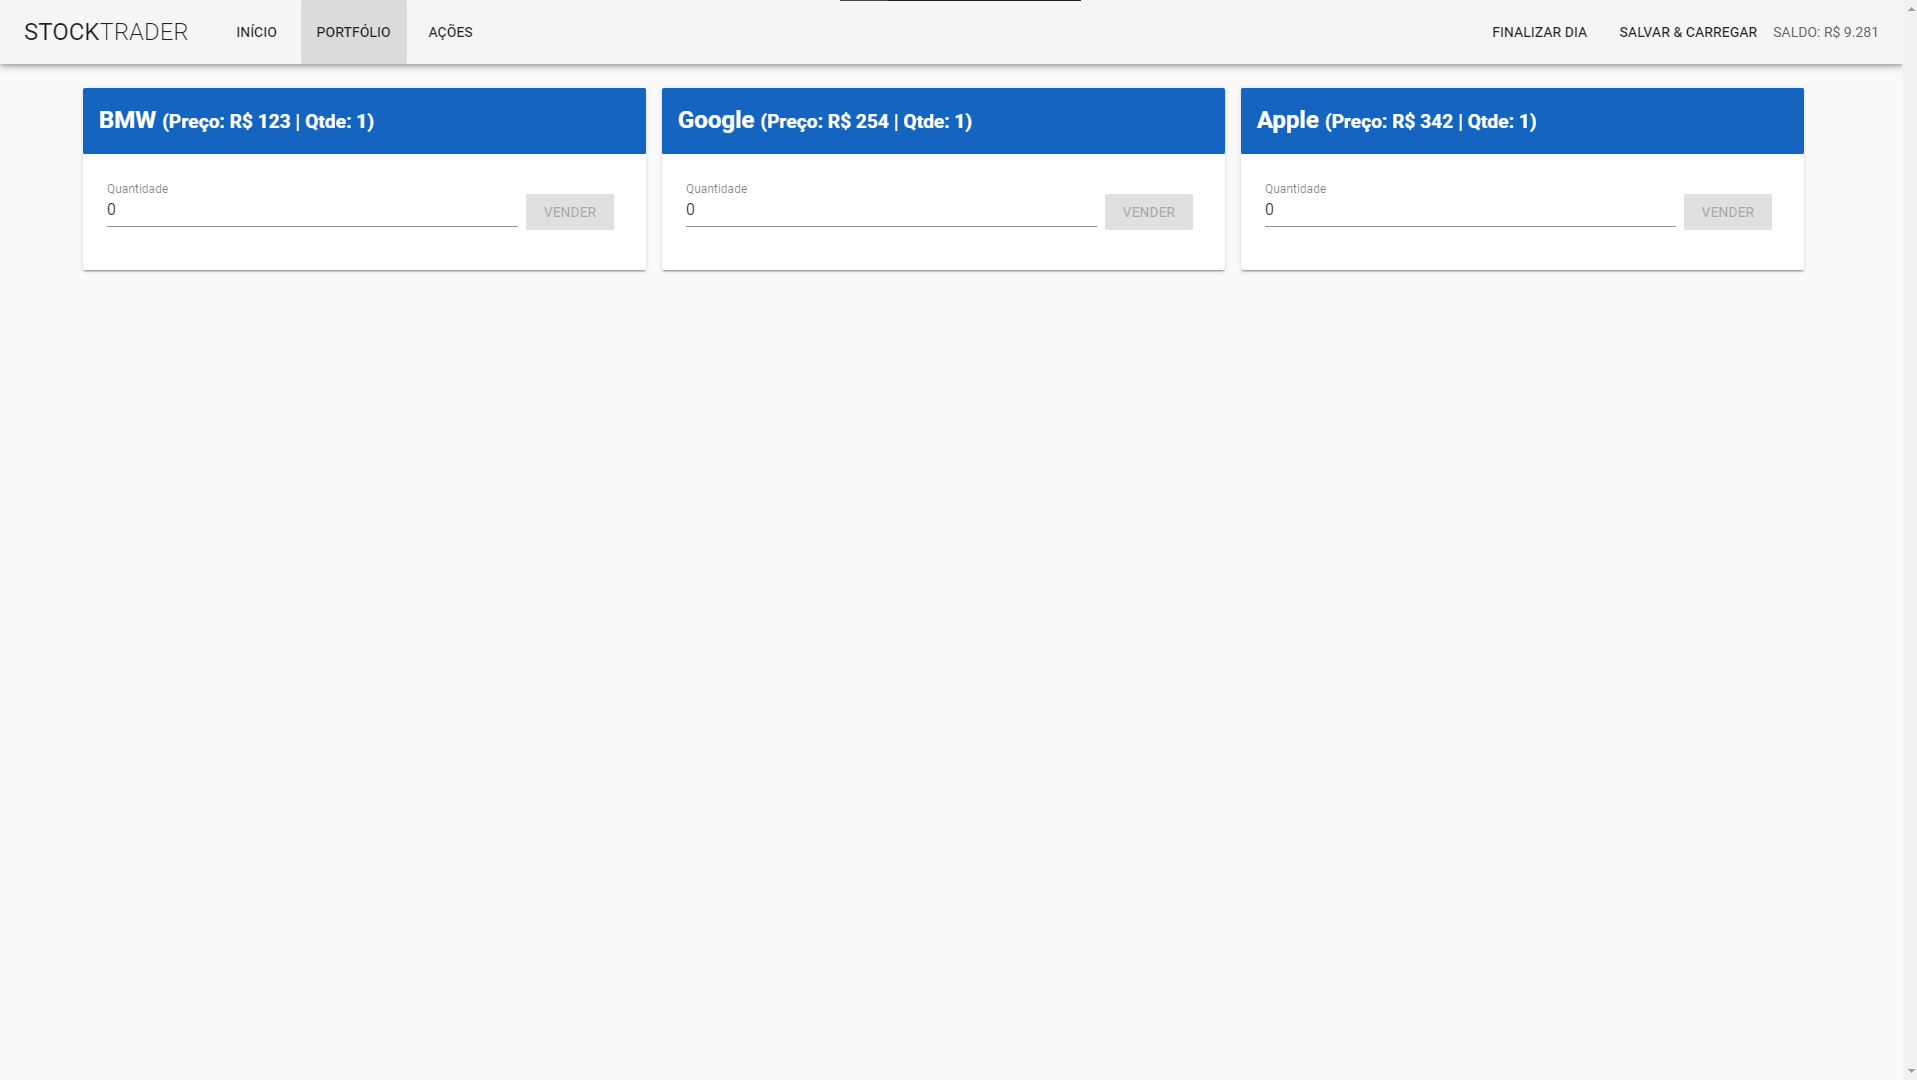 STOCKTRADER INÍCIO PORTFÓLIO AÇÕES FINALIZAR DIA SALVAR & CARREGAR SALDO: R$ 9.281
BMW (Preço: R$ 123 | Qtde: 1)
Quantidade
0
VENDER
Google (Preço: R$ 254 | Qtde: 1)
Quantidade
0
VENDER
Apple (Preço: R$ 342 | Qtde: 1)
Quantidade
0
VENDER